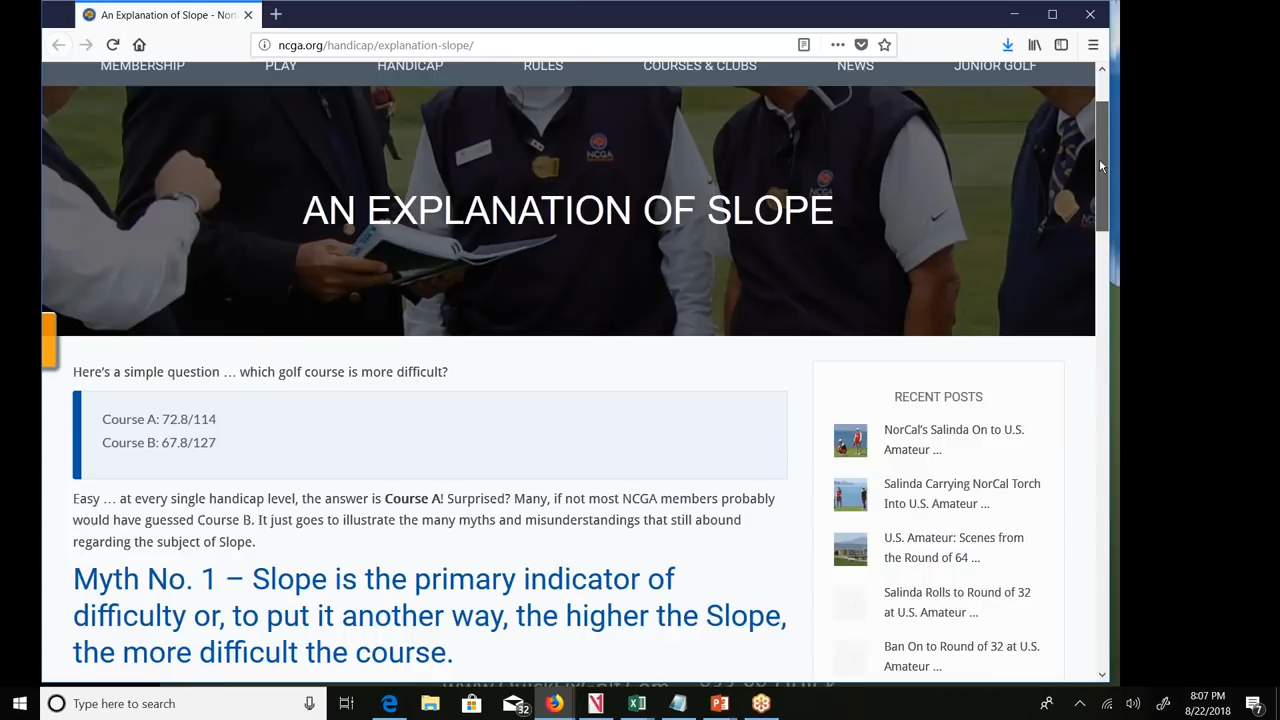 An Explanation of Slope - Nort
ncga.org/handicap/explanation-slope/
MEMBERSHIP PLAY HANDICAP RULES COURSES & CLUBS NEWS JUNIOR GOLF
NCGA
NCGA
AN EXPLANATION OF SLOPE
Here's a simple question … which golf course is more difficult?
Course A: 72.8/114
Course B: 67.8/127
Easy … at every single handicap level, the answer is Course A! Surprised? Many, if not most NCGA members probably
would have guessed Course B. It just goes to illustrate the many myths and misunderstandings that still abound
regarding the subject of Slope.
Myth No. 1 – Slope is the primary indicator of
difficulty or, to put it another way, the higher the Slope,
the more difficult the course.
RECENT POSTS
NorCal's Salinda On to U.S.
Amateur ...
Salinda Carrying NorCal Torch
Into U.S. Amateur ...
U.S. Amateur: Scenes from
the Round of 64 ...
Salinda Rolls to Round of 32
at U.S. Amateur ...
Ban On to Round of 32 at U.S.
Amateur ...
Type here to search
32
8:07 PM
8/22/2018
7